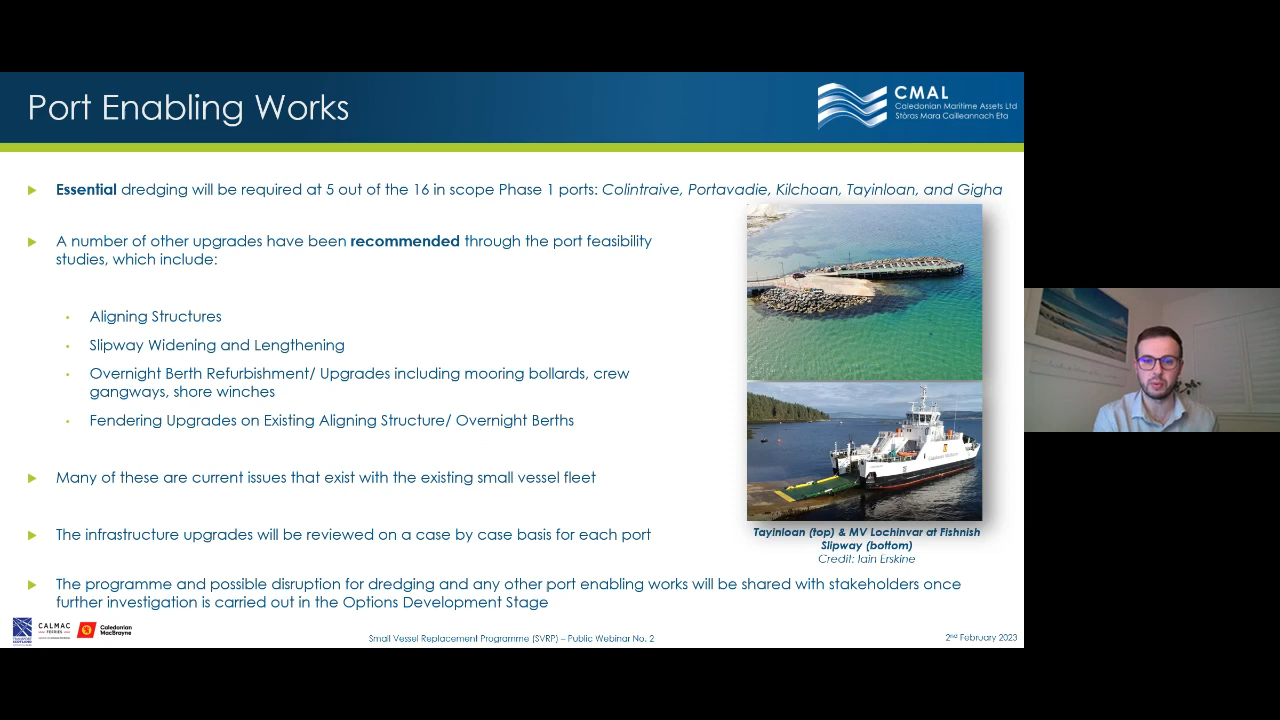 Port Enabling Works
CMAL
Caledonian Maritime Assets Ltd
Stòras Mara Cailleannach Eta
Essential dredging will be required at 5 out of the 16 in scope Phase 1 ports: Colintraive, Portavadie, Kilchoan, Tayinloan, and Gigha
A number of other upgrades have been recommended through the port feasibility
studies, which include:
Aligning Structures
Slipway Widening and Lengthening
Overnight Berth Refurbishment/ Upgrades including mooring bollards, crew
gangways, shore winches
Fendering Upgrades on Existing Aligning Structure/ Overnight Berths
Many of these are current issues that exist with the existing small vessel fleet
The infrastructure upgrades will be reviewed on a case by case basis for each port
Tayinloan (top) & MV Lochinvar at Fishnish
Slipway (bottom)
Credit: Iain Erskine
The programme and possible disruption for dredging and any other port enabling works will be shared with stakeholders once
further investigation is carried out in the Options Development Stage
TRANSPORT
SCOTLAND
CALMAC
FERRIES
Caledonian
MacBrayne
Small Vessel Replacement Programme (SVRP) – Public Webinar No. 2
2nd February 2023